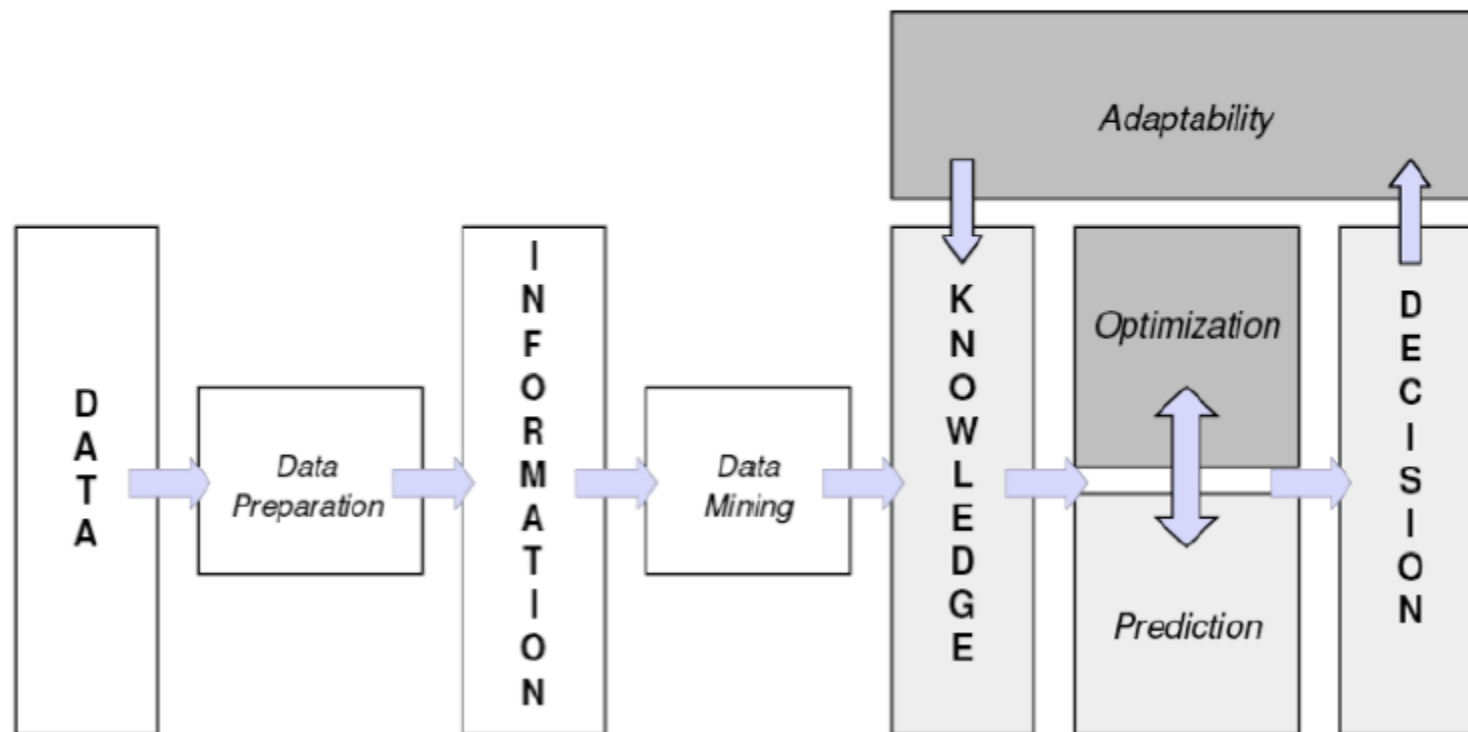 Adaptability
DATA
Data
Preparation
INFORMATION
Data
Mining
KNOWLEDGE
Optimization
Prediction
DECISION